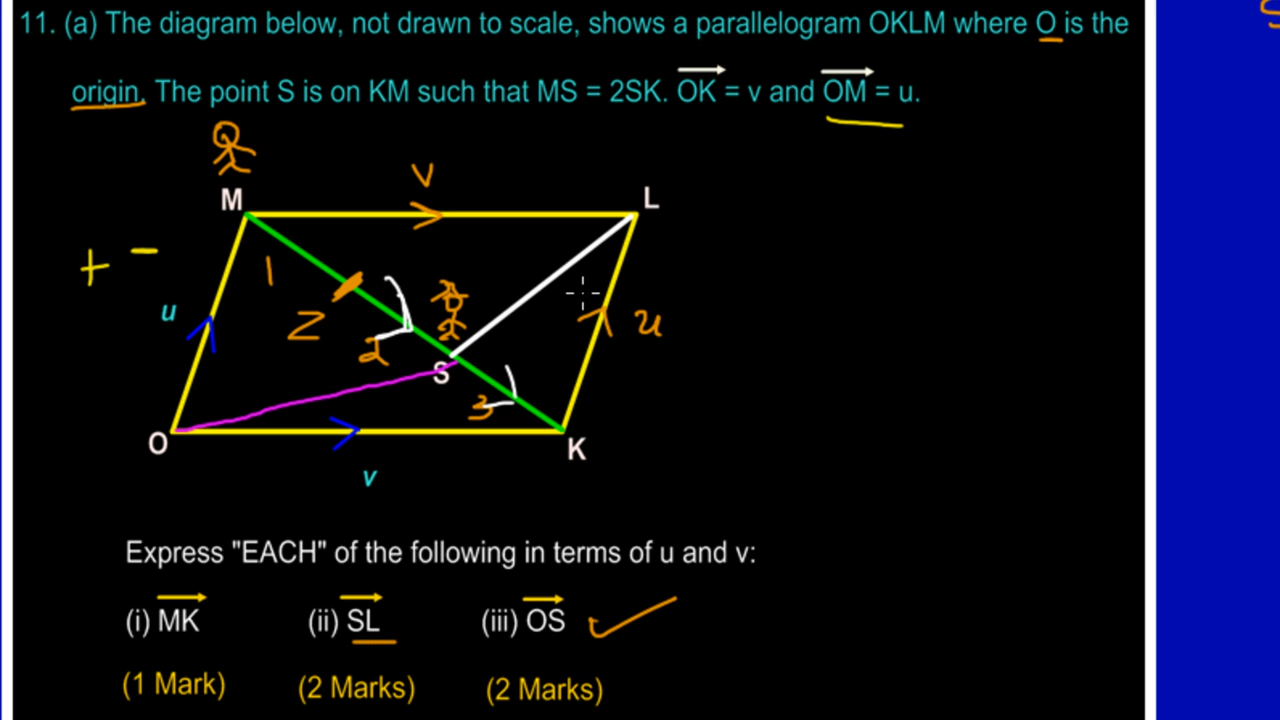 11. (a) The diagram below, not drawn to scale, shows a parallelogram OKLM where O is the
origin. The point S is on KM such that MS = 2SK. OK = v and OM = u.
V
M
L
+ -
1
u
2
u
2
S
3
O
K
v
Express "EACH" of the following in terms of u and v:
(i) MK (ii) SL (iii) OS
(1 Mark) (2 Marks) (2 Marks)